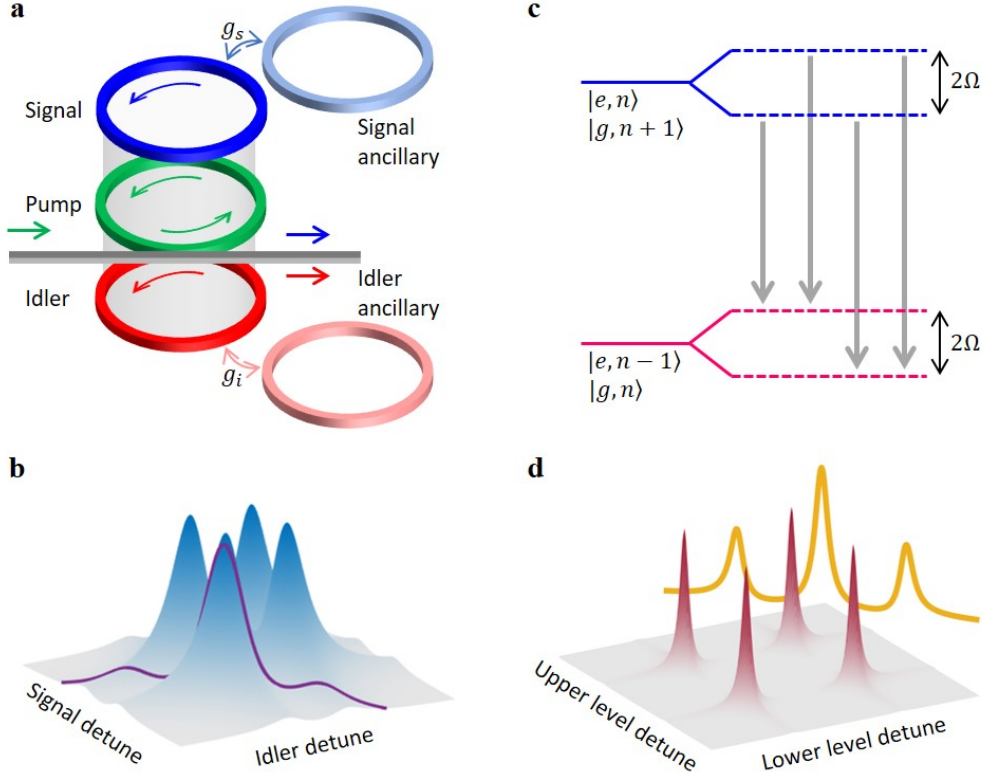 a
g_s
Signal
Signal
ancillary
Pump
Idler
Idler
ancillary
g_i
b
Signal detune
Idler detune
c
|e, n⟩
|g, n + 1⟩
2Ω
|e, n − 1⟩
|g, n⟩
2Ω
d
Upper level detune
Lower level detune